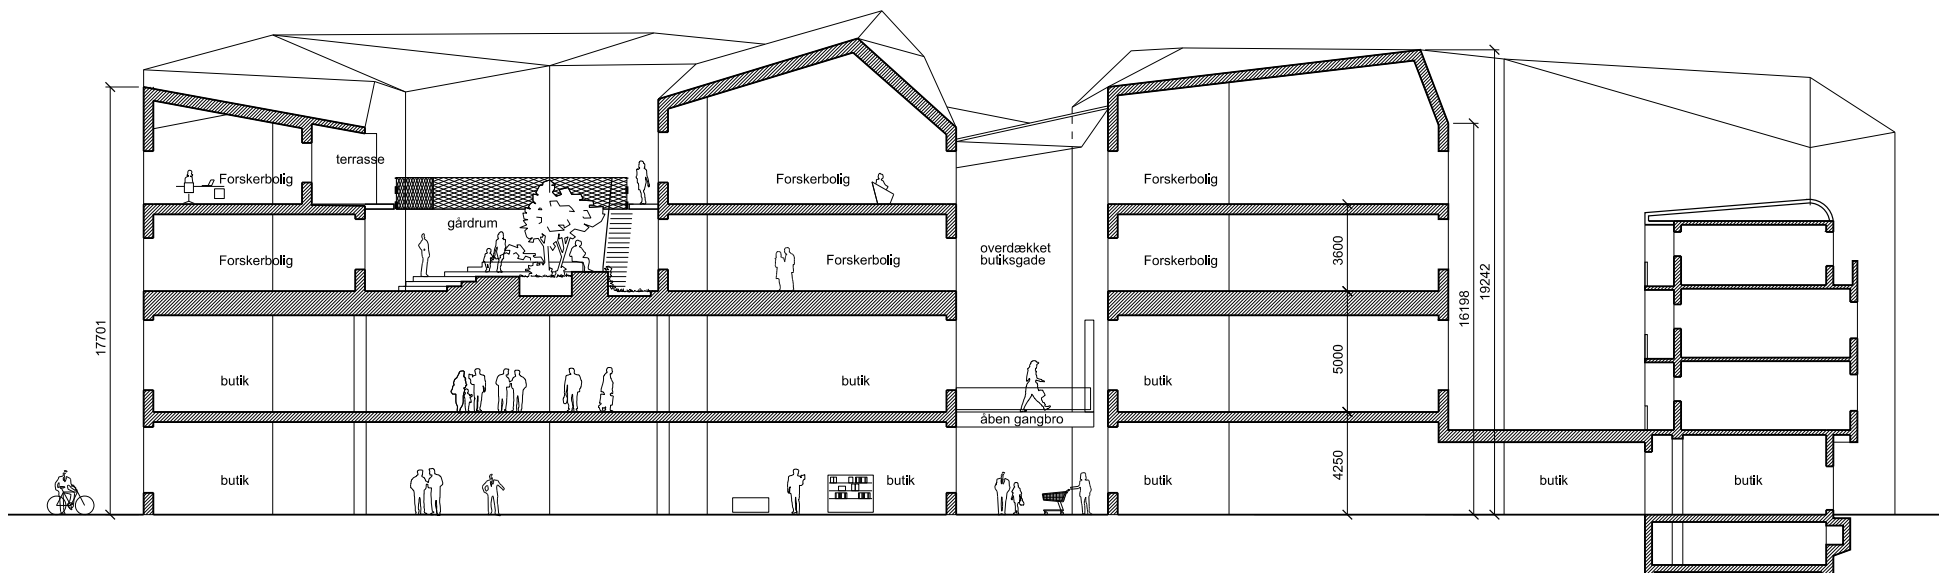 terrasse
Forskerbolig
Forskerbolig
Forskerbolig
gårdrum
Forskerbolig
Forskerbolig
overdækket
butiksgade
Forskerbolig
3600
19242
16198
17701
butik
butik
butik
5000
åben gangbro
butik
butik
butik
4250
butik
butik